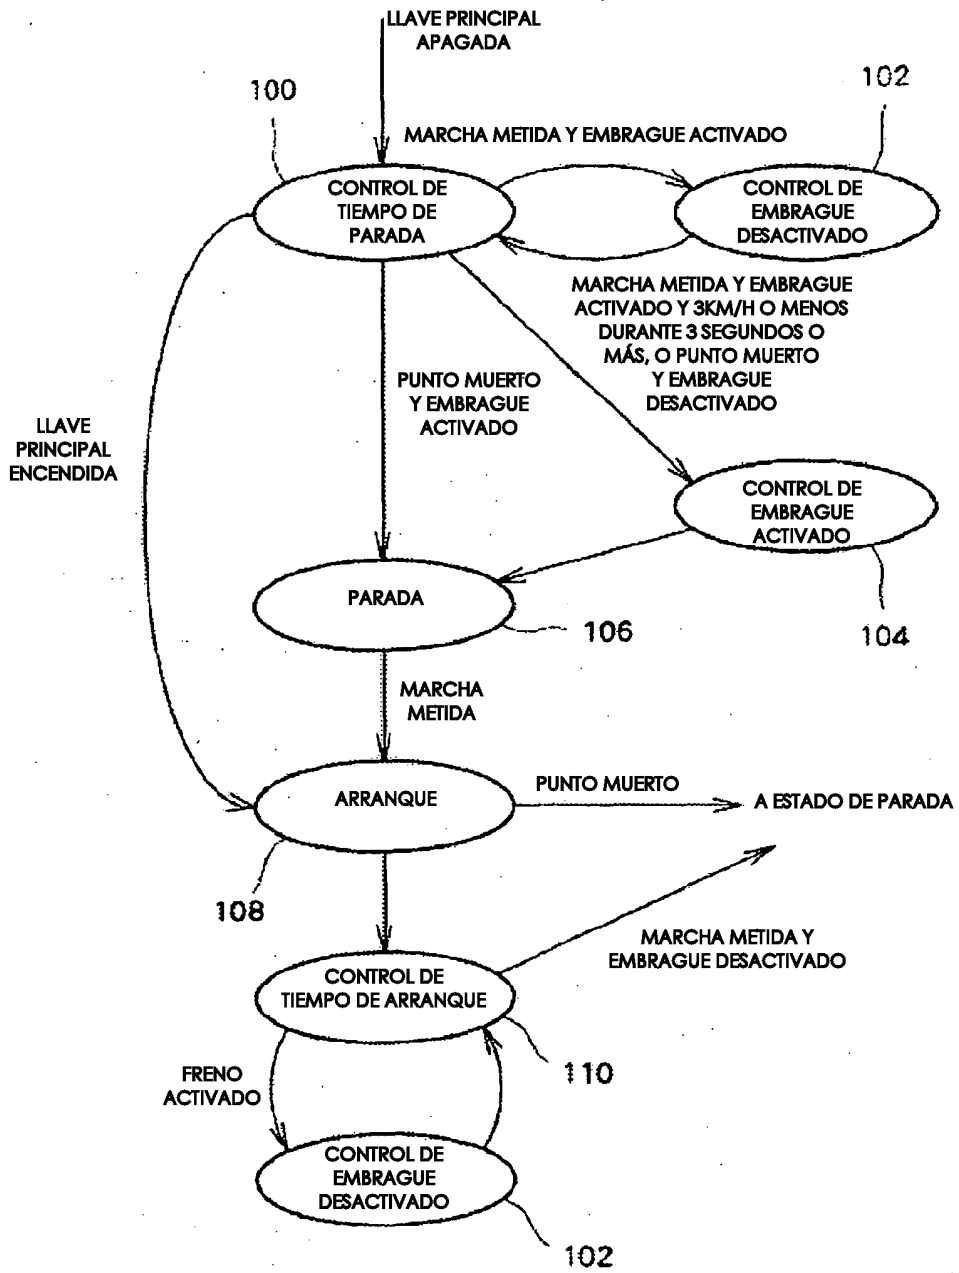 LLAVE PRINCIPAL
APAGADA
100
102
MARCHA METIDA Y EMBRAGUE ACTIVADO
CONTROL DE
TIEMPO DE
PARADA
CONTROL DE
EMBRAGUE
DESACTIVADO
MARCHA METIDA Y EMBRAGUE
ACTIVADO Y 3KM/H O MENOS
DURANTE 3 SEGUNDOS O
MÁS, O PUNTO MUERTO
Y EMBRAGUE
DESACTIVADO
PUNTO MUERTO
Y EMBRAGUE
ACTIVADO
LLAVE
PRINCIPAL
ENCENDIDA
CONTROL DE
EMBRAGUE
ACTIVADO
104
PARADA
106
MARCHA
METIDA
ARRANQUE
PUNTO MUERTO
A ESTADO DE PARADA
108
MARCHA METIDA Y
EMBRAGUE DESACTIVADO
CONTROL DE
TIEMPO DE ARRANQUE
110
FRENO
ACTIVADO
CONTROL DE
EMBRAGUE
DESACTIVADO
102